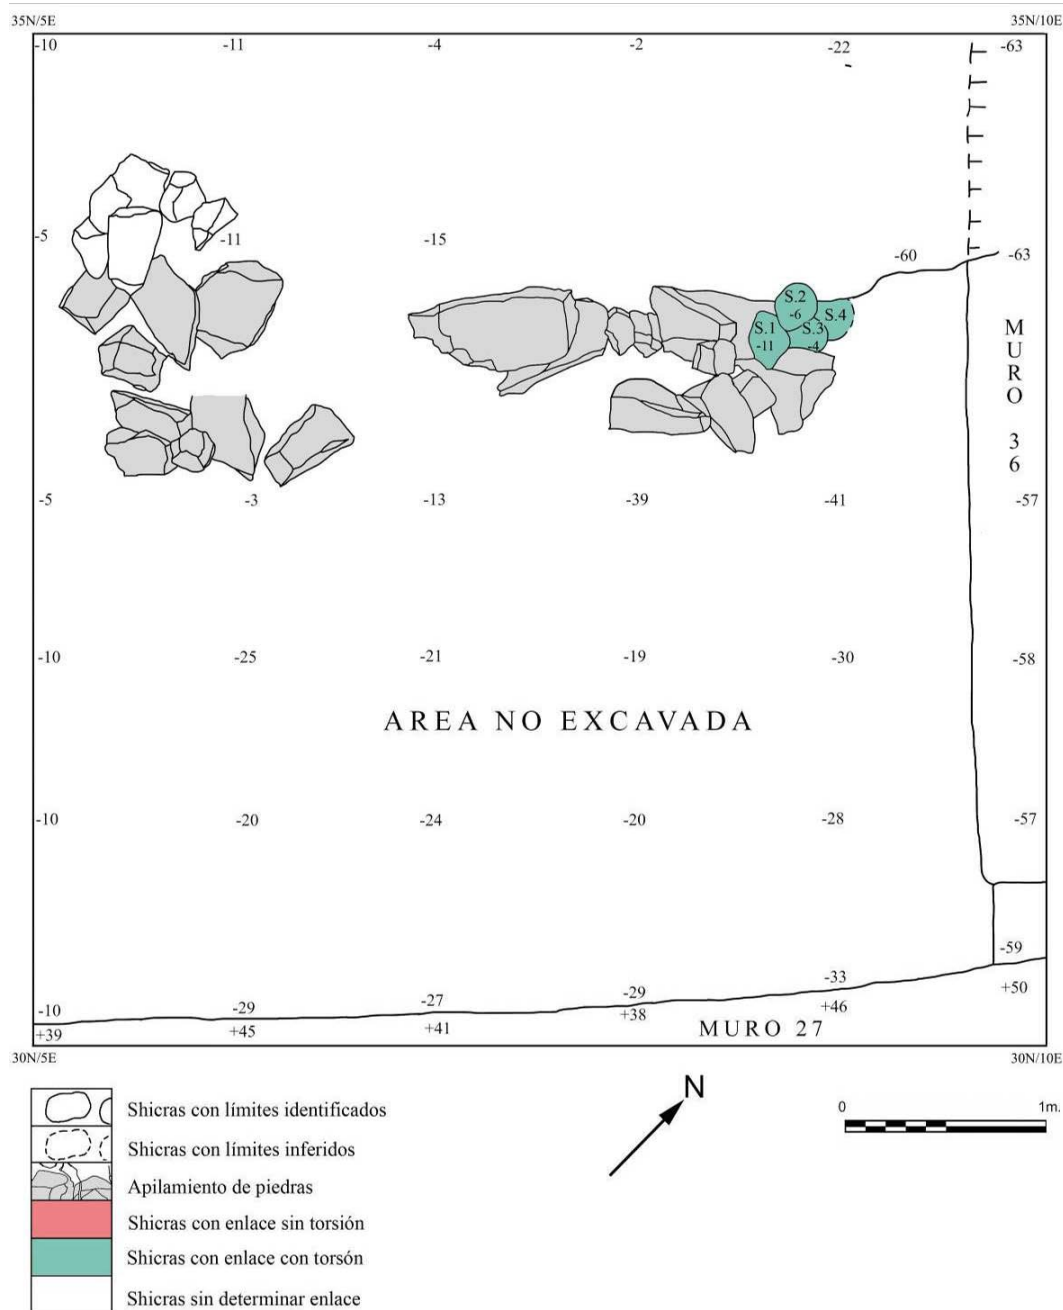 35N/5E 35N/10E
-10 -11 -4 -2 -22 -63
-5 -11 -15 -60 -63
S.2
-6
S.1 S.3 S.4
-11 -4
MURO 36
-5 -3 -13 -39 -41 -57
-10 -25 -21 -19 -30 -58
AREA NO EXCAVADA
-10 -20 -24 -20 -28 -57
-59
-10 -29 -27 -29 -33
+39 +45 +41 +38 +46 +50
MURO 27
30N/5E 30N/10E
N
0 1m.
Shicras con límites identificados
Shicras con límites inferidos
Apilamiento de piedras
Shicras con enlace sin torsión
Shicras con enlace con torsón
Shicras sin determinar enlace